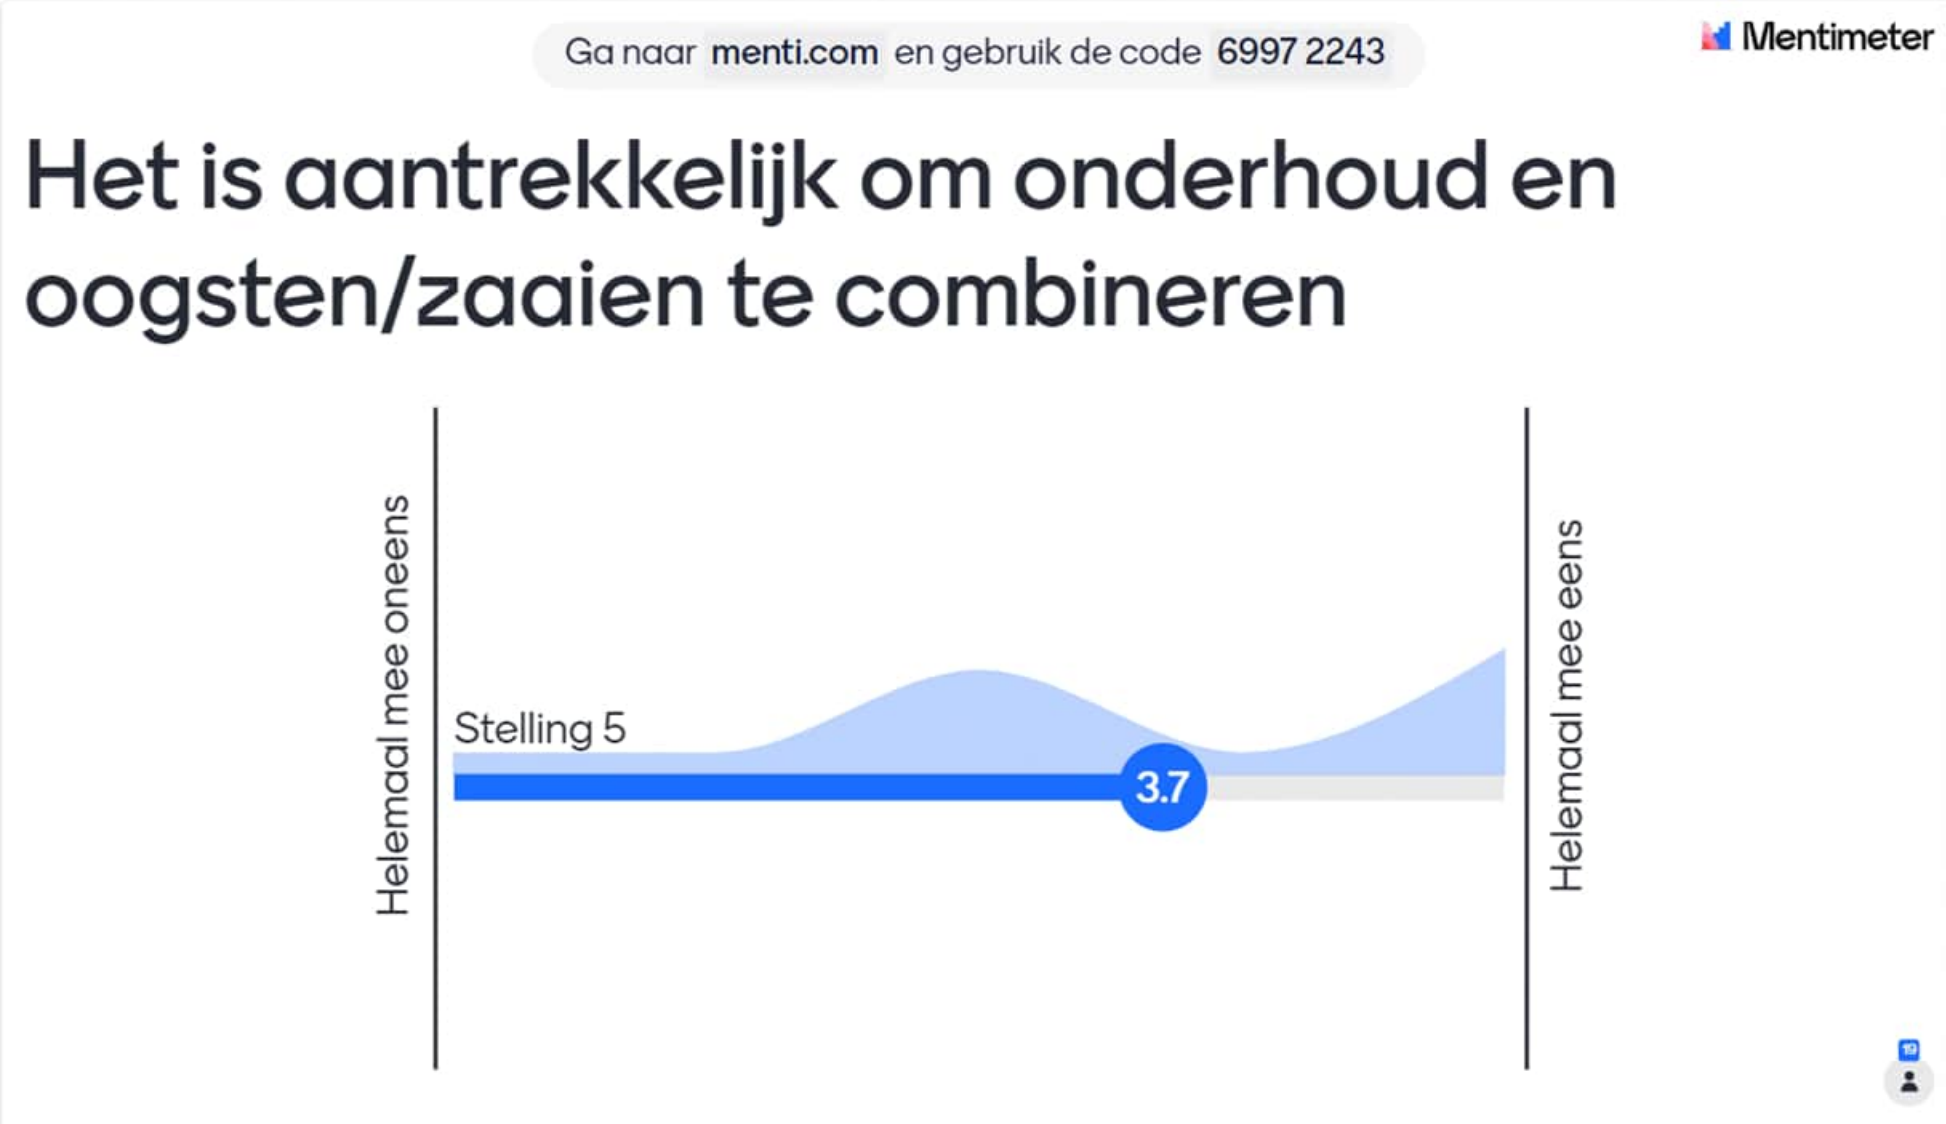 Ga naar menti.com en gebruik de code 6997 2243
Mentimeter
Het is aantrekkelijk om onderhoud en
oogsten/zaaien te combineren
Helemaal mee oneens
Stelling 5
3.7
Helemaal mee eens
19